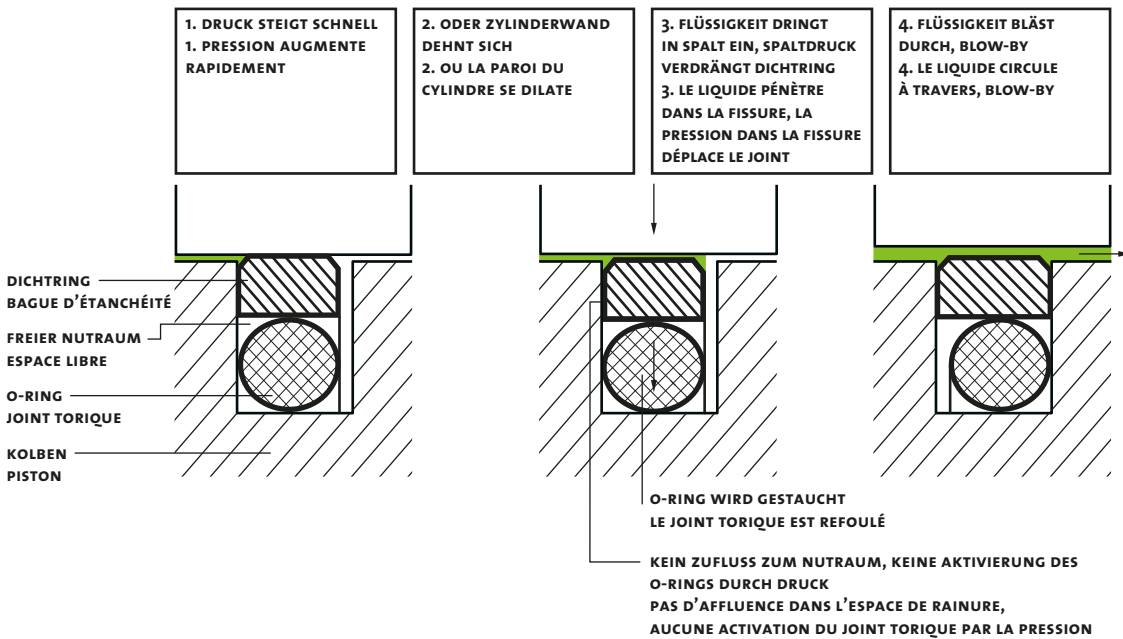 1. DRUCK STEIGT SCHNELL
1. PRESSION AUGMENTE
RAPIDEMENT
2. ODER ZYLINDERWAND
DEHNT SICH
2. OU LA PAROI DU
CYLINDRE SE DILATE
3. FLÜSSIGKEIT DRINGT
IN SPALT EIN, SPALTDRUCK
VERDRÄNGT DICHTRING
3. LE LIQUIDE PÉNÈTRE
DANS LA FISSURE, LA
PRESSION DANS LA FISSURE
DÉPLACE LE JOINT
4. FLÜSSIGKEIT BLÄST
DURCH, BLOW-BY
4. LE LIQUIDE CIRCULE
À TRAVERS, BLOW-BY
DICHTRING
BAGUE D'ÉTANCHÉITÉ
FREIER NUTRAUM
ESPACE LIBRE
O-RING
JOINT TORIQUE
KOLBEN
PISTON
O-RING WIRD GESTAUCHT
LE JOINT TORIQUE EST REFOULÉ
KEIN ZUFLUSS ZUM NUTRAUM, KEINE AKTIVIERUNG DES
O-RINGS DURCH DRUCK
PAS D'AFFLUENCE DANS L'ESPACE DE RAINURE,
AUCUNE ACTIVATION DU JOINT TORIQUE PAR LA PRESSION